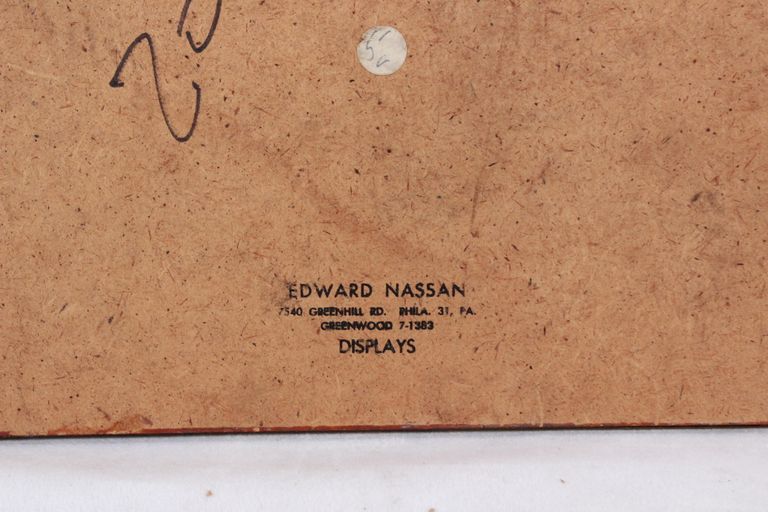 EDWARD NASSAN
7540 GREENHILL RD. PHILA. 31, PA.
GREENWOOD 7-1383
DISPLAYS